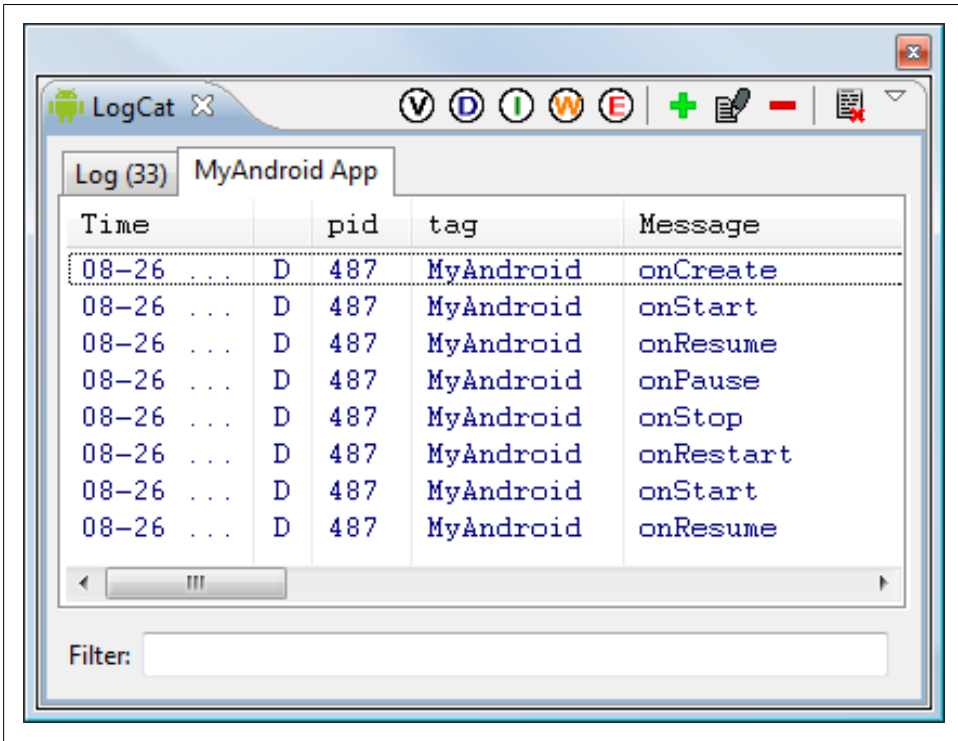 LogCat V D I W E
Log (33) MyAndroid App
Time pid tag Message
08-26 ... D 487 MyAndroid onCreate
08-26 ... D 487 MyAndroid onStart
08-26 ... D 487 MyAndroid onResume
08-26 ... D 487 MyAndroid onPause
08-26 ... D 487 MyAndroid onStop
08-26 ... D 487 MyAndroid onRestart
08-26 ... D 487 MyAndroid onStart
08-26 ... D 487 MyAndroid onResume
Filter: